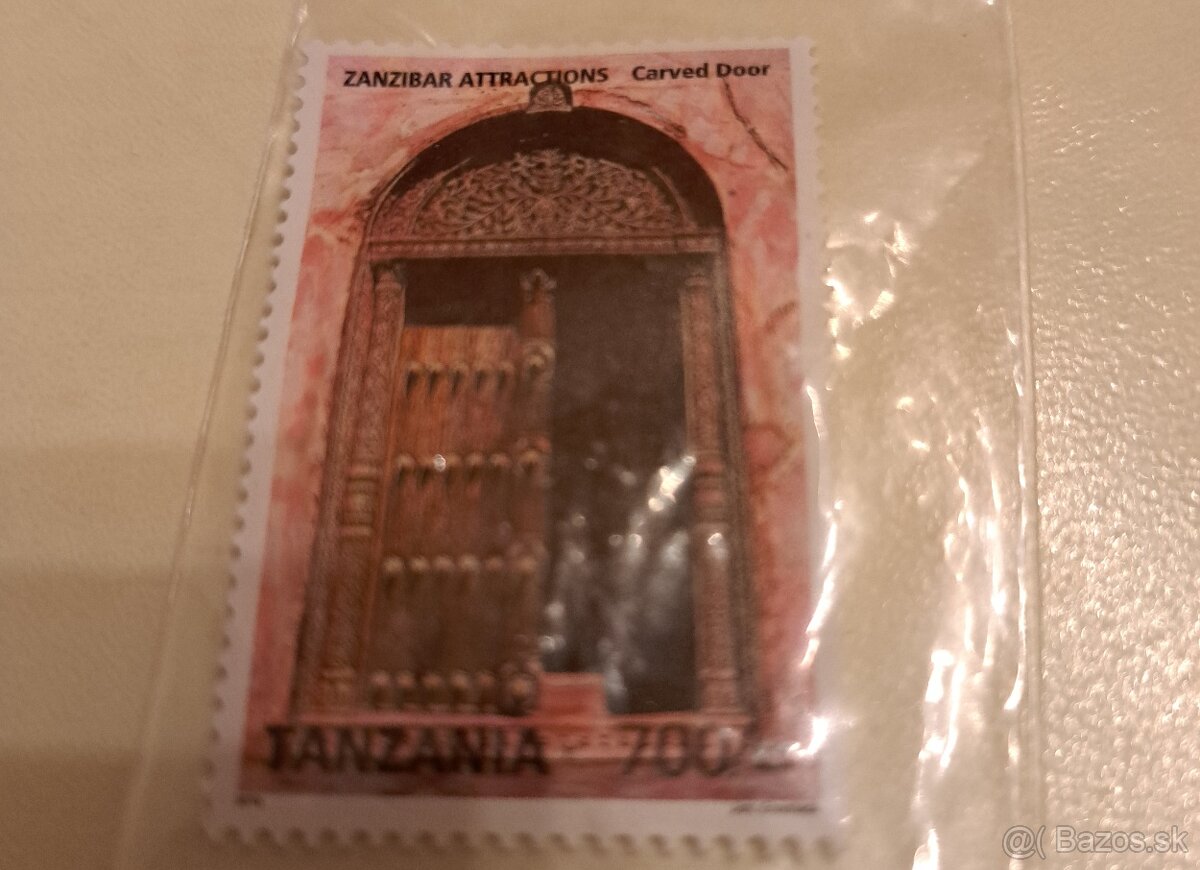 ZANZIBAR ATTRACTIONS Carved Door
TANZANIA 700/=
@( Bazos.sk